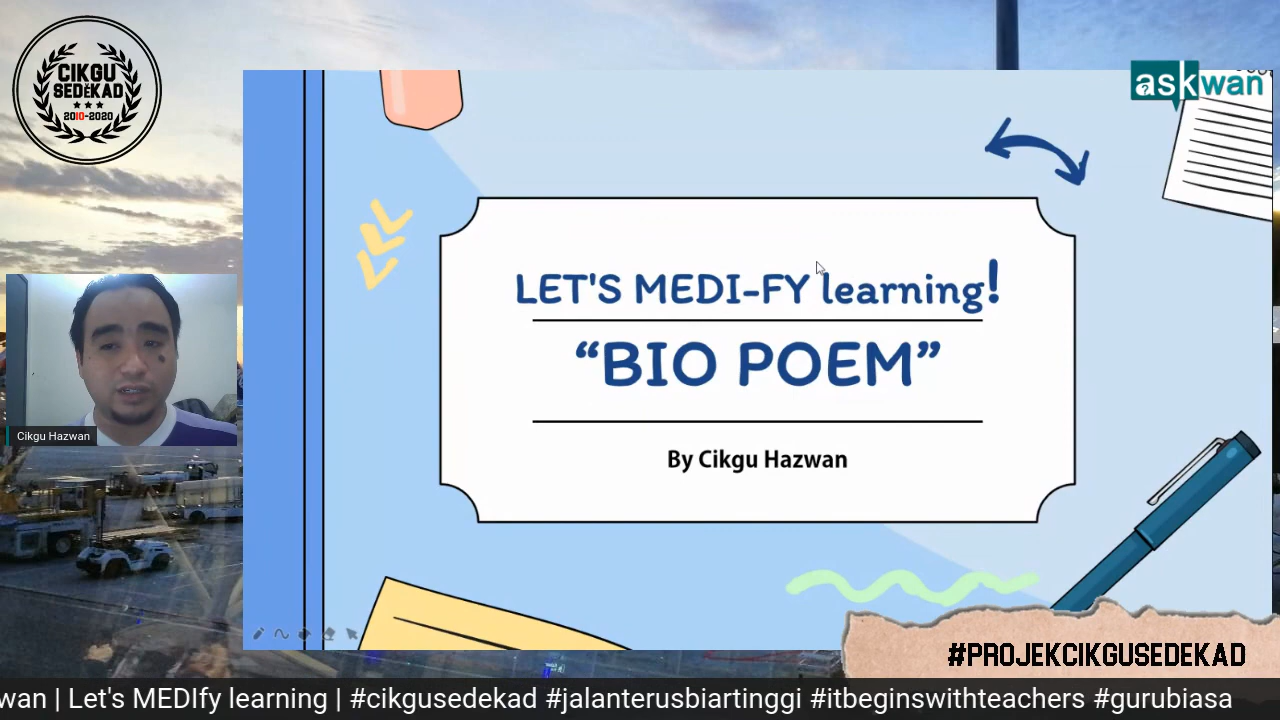 CIKGU
SEDĚKAD
2010-2020
askwan
LET'S MEDI-FY learning!
“BIO POEM”
By Cikgu Hazwan
Cikgu Hazwan
#PROJEKCIKGUSEDEKAD
wan | Let's MEDIfy learning | #cikgusedekad #jalanterusbiartinggi #itbeginswithteachers #gurubiasa